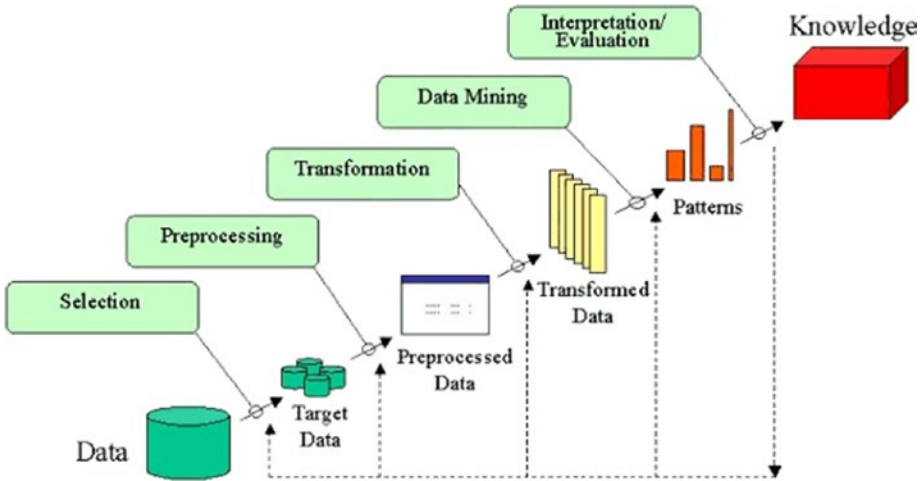 Interpretation/
Evaluation
Knowledge
Data Mining
Transformation
Patterns
Preprocessing
Transformed
Data
Selection
Preprocessed
Data
Target
Data
Data